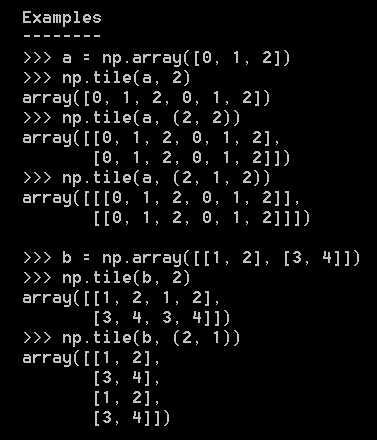 Examples
--------
>>> a = np.array([0, 1, 2])
>>> np.tile(a, 2)
array([0, 1, 2, 0, 1, 2])
>>> np.tile(a, (2, 2))
array([[0, 1, 2, 0, 1, 2],
       [0, 1, 2, 0, 1, 2]])
>>> np.tile(a, (2, 1, 2))
array([[[0, 1, 2, 0, 1, 2]],
       [[0, 1, 2, 0, 1, 2]]])

>>> b = np.array([[1, 2], [3, 4]])
>>> np.tile(b, 2)
array([[1, 2, 1, 2],
       [3, 4, 3, 4]])
>>> np.tile(b, (2, 1))
array([[1, 2],
       [3, 4],
       [1, 2],
       [3, 4]])